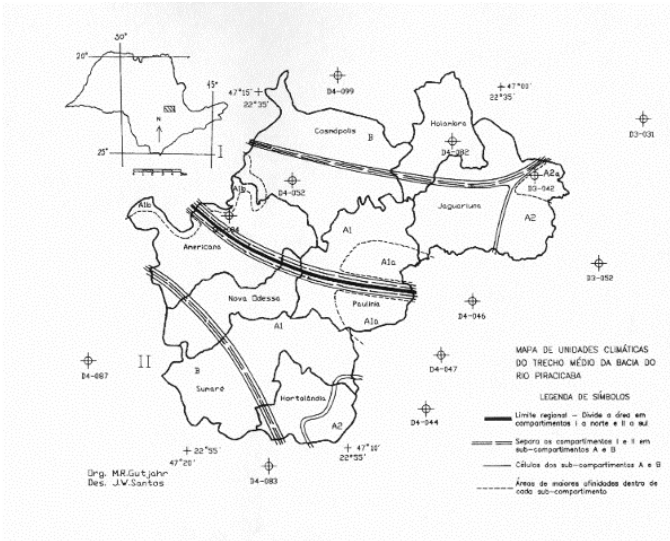 50°
20°
45°
N
25°
I
47°15'
22°35'
D4-099
47°00'
22°35'
D3-031
Cosmópolis
B
Holambra
D4-082
A2a
D3-042
D4-052
A1b
A1b
Jaguariuna
A2
A1
Americana
A1a
D3-052
Nova Odessa
Paulínia
D4-046
A1
A1a
II
D4-087
B
Sumaré
D4-047
Hortolândia
D4-044
A2
22°55'
47°20'
47°10'
22°55'
D4-083
Org. M.R.Gutjahr
Des. J.W.Santos
MAPA DE UNIDADES CLIMÁTICAS
DO TRECHO MÉDIO DA BACIA DO
RIO PIRACICABA
LEGENDA DE SÍMBOLOS
Limite regional – Divide a área em
compartimentos I a norte e II a sul
Separa os compartimentos I e II em
sub-compartimentos A e B
Células dos sub-compartimentos A e B
Áreas de maiores afinidades dentro de
cada sub-compartimento